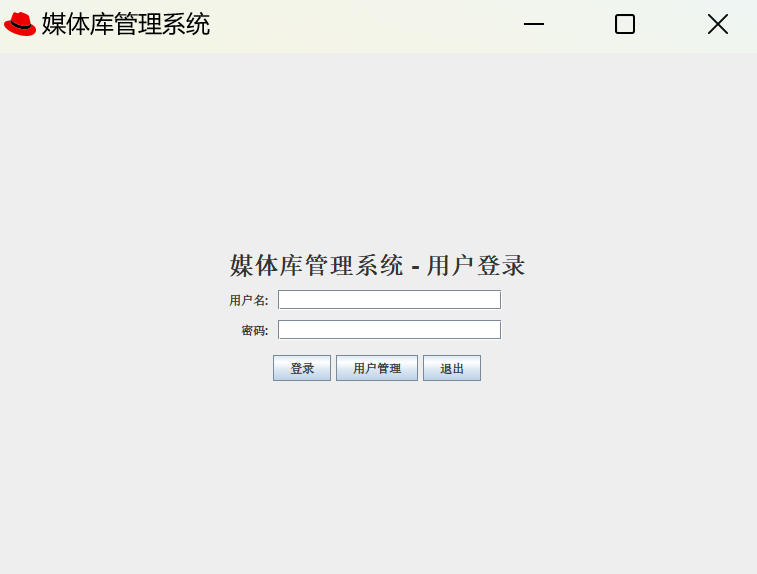 媒体库管理系统
媒体库管理系统 - 用户登录
用户名:
密码:
登录 用户管理 退出